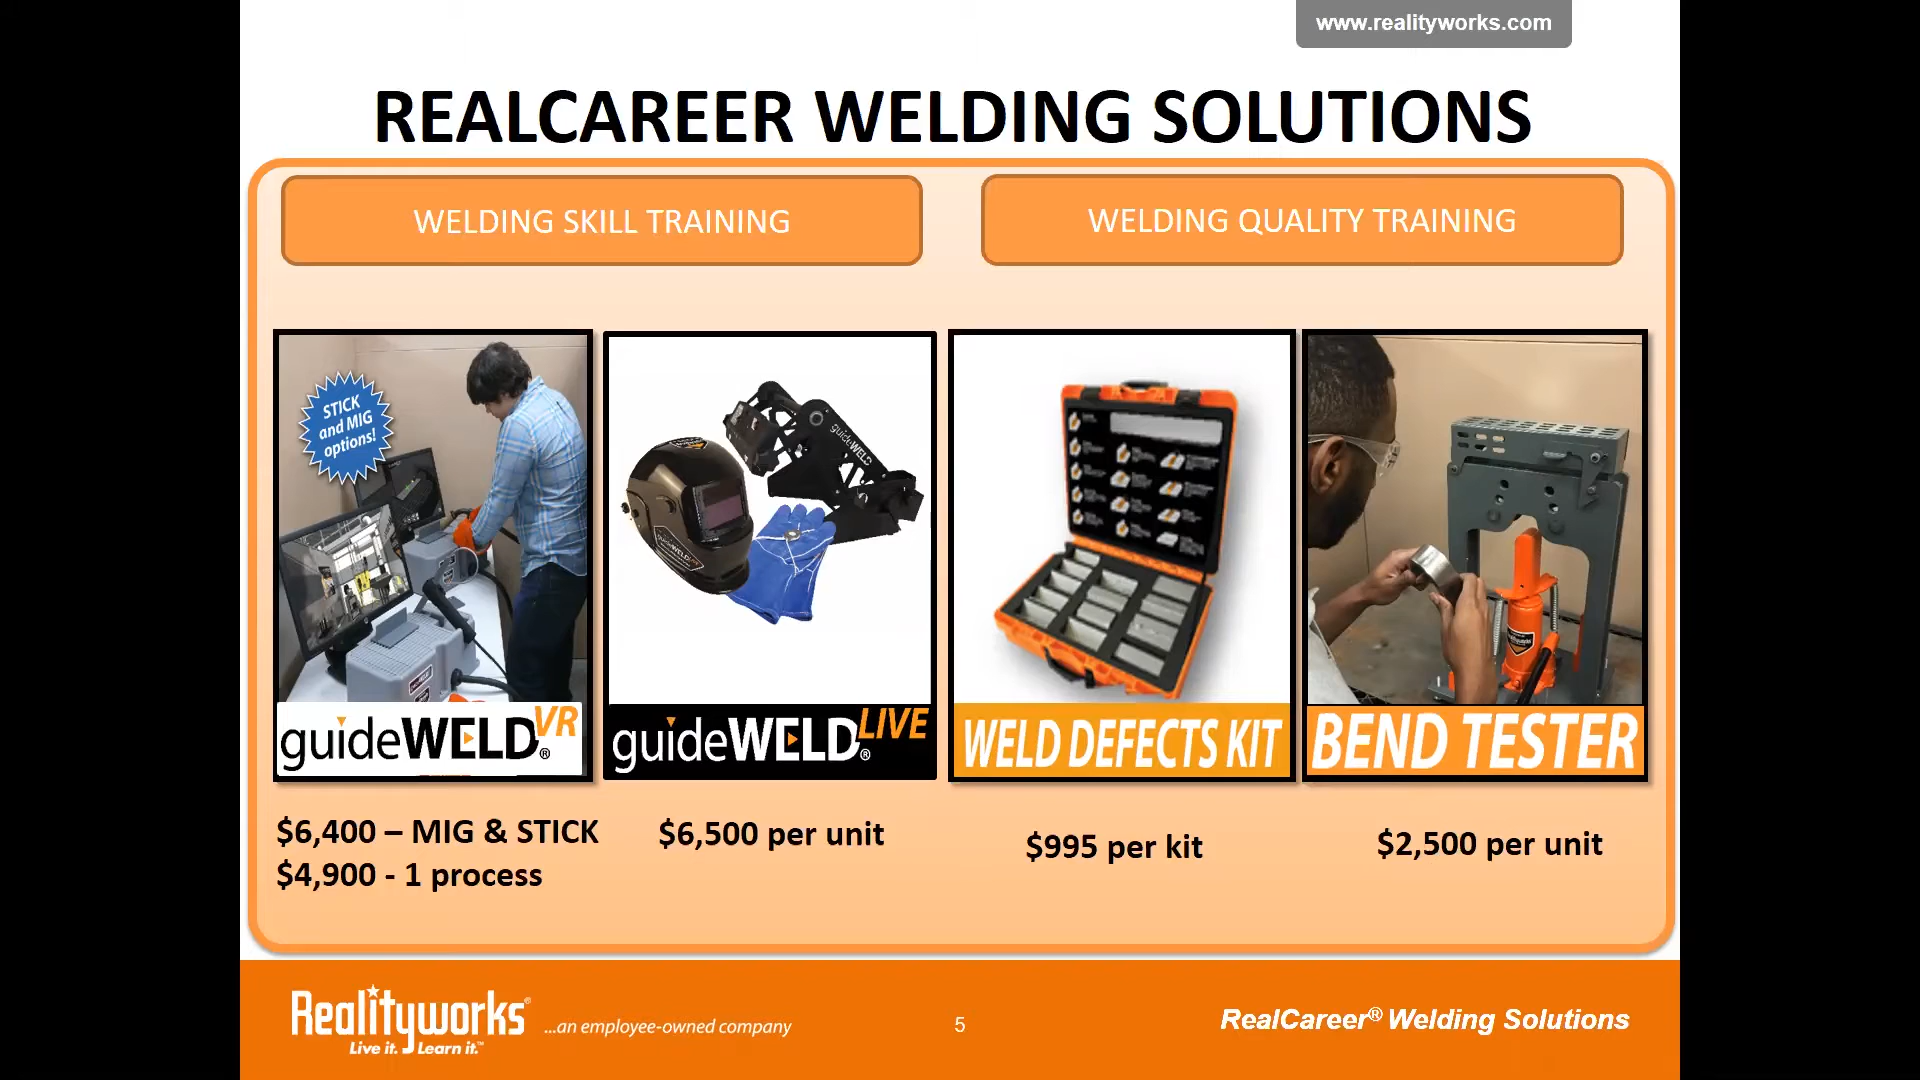 www.realityworks.com
REALCAREER WELDING SOLUTIONS
WELDING SKILL TRAINING
WELDING QUALITY TRAINING
STICK
and MIG
options!
guideWELD
guideWELD VR®
guideWELD® LIVE
WELD DEFECTS KIT
BEND TESTER
$6,400 – MIG & STICK
$4,900 - 1 process
$6,500 per unit
$995 per kit
$2,500 per unit
Realityworks®
Live it. Learn it.™
...an employee-owned company
5
RealCareer® Welding Solutions